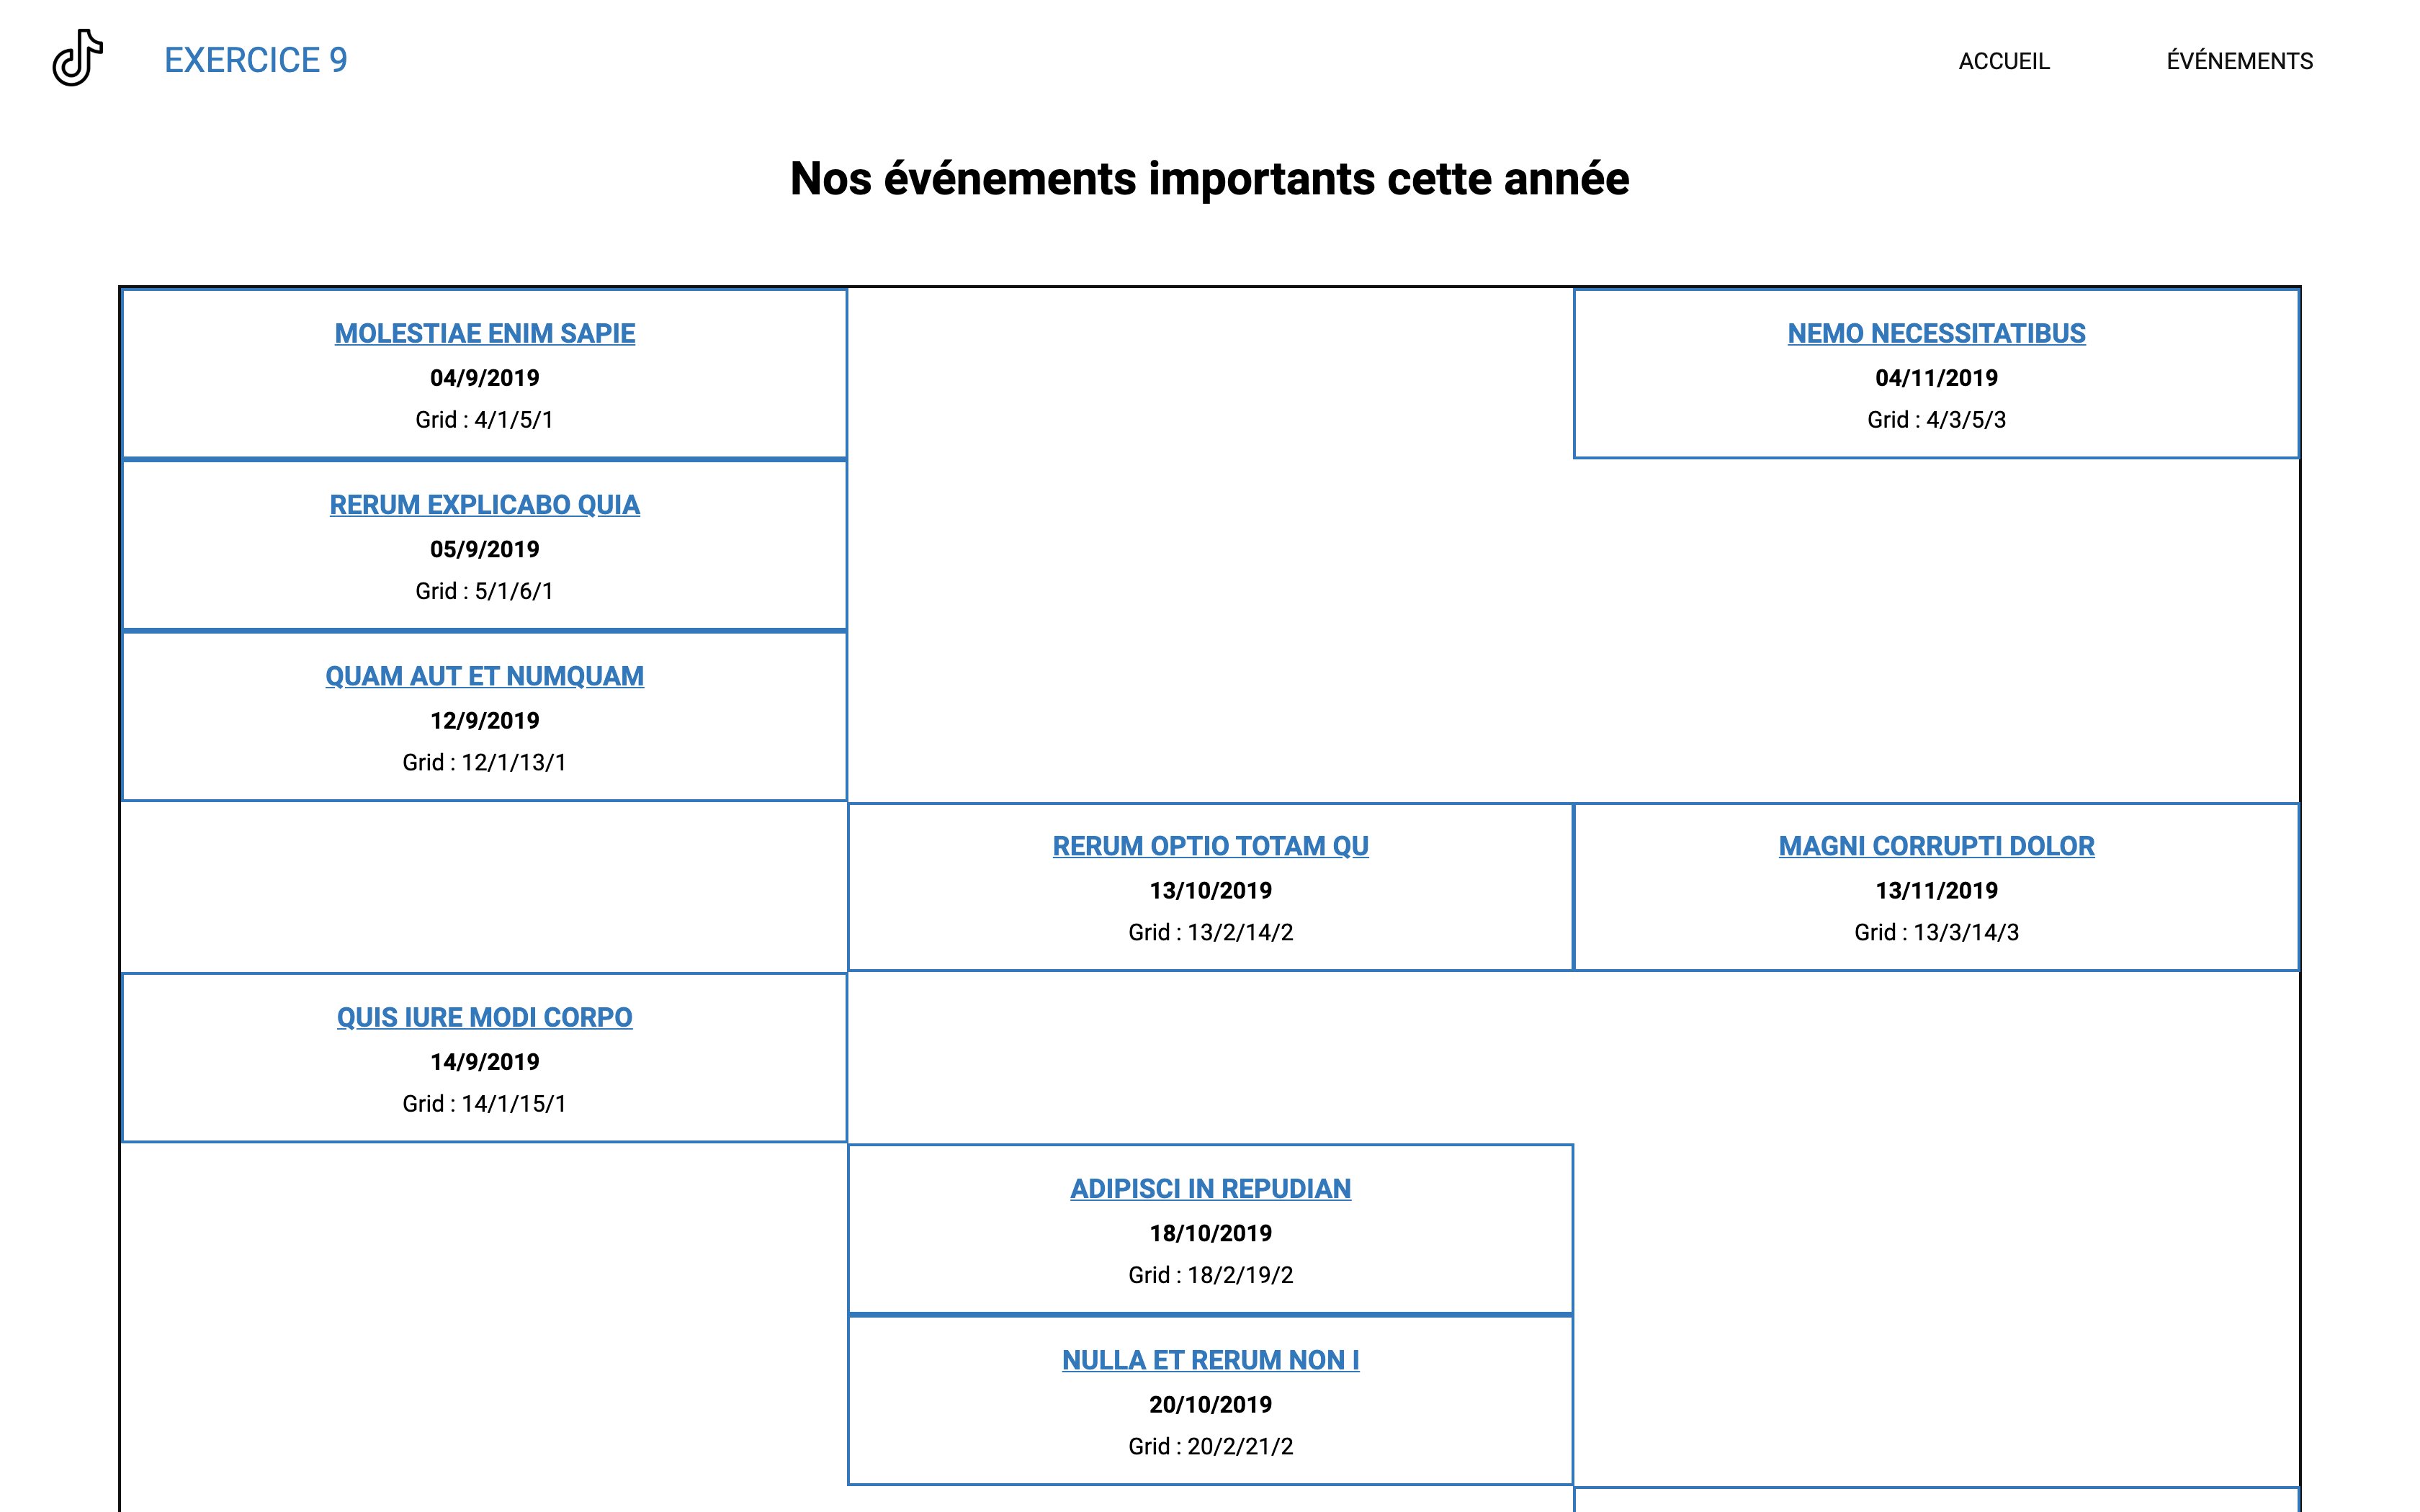 EXERCICE 9
ACCUEIL
ÉVÉNEMENTS
Nos événements importants cette année
MOLESTIAE ENIM SAPIE
04/9/2019
Grid : 4/1/5/1
NEMO NECESSITATIBUS
04/11/2019
Grid : 4/3/5/3
RERUM EXPLICABO QUIA
05/9/2019
Grid : 5/1/6/1
QUAM AUT ET NUMQUAM
12/9/2019
Grid : 12/1/13/1
RERUM OPTIO TOTAM QU
13/10/2019
Grid : 13/2/14/2
MAGNI CORRUPTI DOLOR
13/11/2019
Grid : 13/3/14/3
QUIS IURE MODI CORPO
14/9/2019
Grid : 14/1/15/1
ADIPISCI IN REPUDIAN
18/10/2019
Grid : 18/2/19/2
NULLA ET RERUM NON I
20/10/2019
Grid : 20/2/21/2